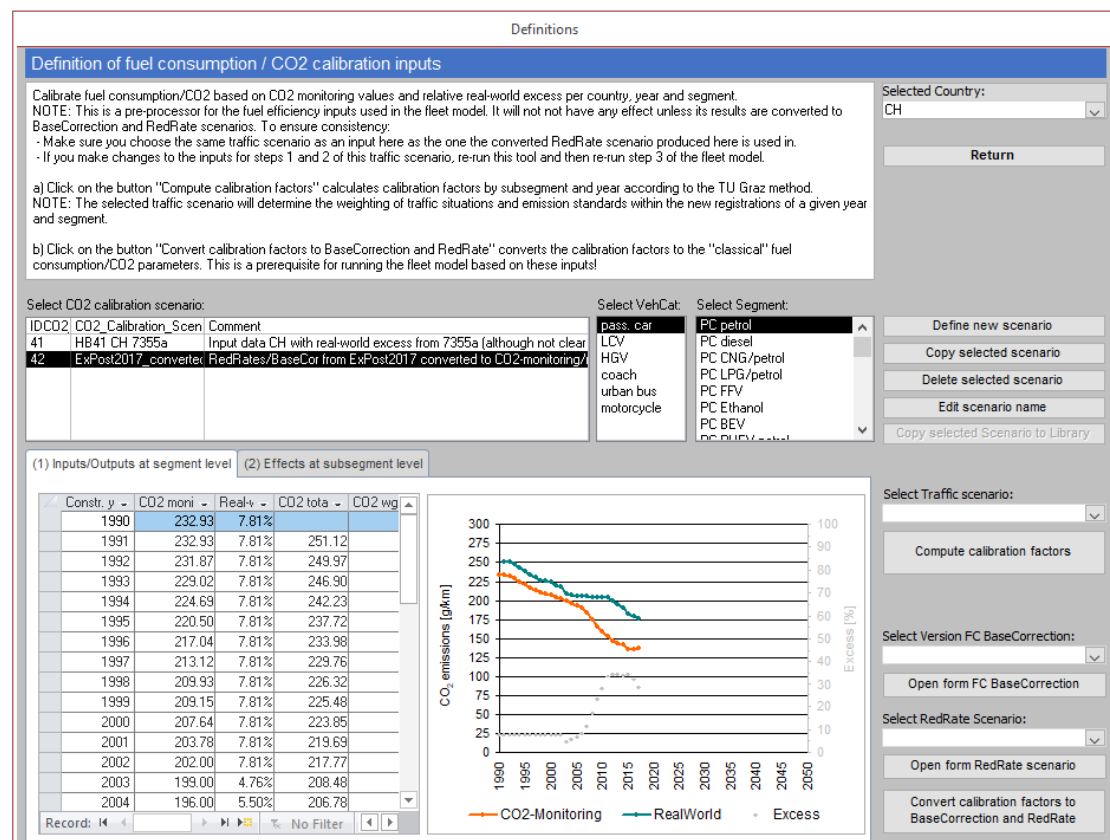 Definitions
Definition of fuel consumption / CO2 calibration inputs
Calibrate fuel consumption/CO2 based on CO2 monitoring values and relative real-world excess per country, year and segment.
NOTE: This is a pre-processor for the fuel efficiency inputs used in the fleet model. It will not not have any effect unless its results are converted to
BaseCorrection and RedRate scenarios. To ensure consistency:
- Make sure you choose the same traffic scenario as an input here as the one the converted RedRate scenario produced here is used in.
- If you make changes to the inputs for steps 1 and 2 of this traffic scenario, re-run this tool and then re-run step 3 of the fleet model.
a) Click on the button "Compute calibration factors" calculates calibration factors by subsegment and year according to the TU Graz method.
NOTE: The selected traffic scenario will determine the weighting of traffic situations and emission standards within the new registrations of a given year
and segment.
b) Click on the button "Convert calibration factors to BaseCorrection and RedRate" converts the calibration factors to the "classical" fuel
consumption/CO2 parameters. This is a prerequisite for running the fleet model based on these inputs!
Selected Country:
CH
Return
Select CO2 calibration scenario:
IDCO2 CO2_Calibration_Scen Comment
41 HB41 CH 7355a Input data CH with real-world excess from 7355a (although not clear
42 ExPost2017_converted RedRates/BaseCor from ExPost2017 converted to CO2-monitoring/
Select VehCat:
pass. car
LCV
HGV
coach
urban bus
motorcycle
Select Segment:
PC petrol
PC diesel
PC CNG/petrol
PC LPG/petrol
PC FFV
PC Ethanol
PC BEV
PC PHEV petrol
Define new scenario
Copy selected scenario
Delete selected scenario
Edit scenario name
Copy selected Scenario to Library
(1) Inputs/Outputs at segment level (2) Effects at subsegment level
Constr. y CO2 moni Real-v CO2 tota CO2 wg
1990 232.93 7.81%
1991 232.93 7.81% 251.12
1992 231.87 7.81% 249.97
1993 229.02 7.81% 246.90
1994 224.69 7.81% 242.23
1995 220.50 7.81% 237.72
1996 217.04 7.81% 233.98
1997 213.12 7.81% 229.76
1998 209.93 7.81% 226.32
1999 209.15 7.81% 225.48
2000 207.64 7.81% 223.85
2001 203.78 7.81% 219.69
2002 202.00 7.81% 217.77
2003 199.00 4.76% 208.48
2004 196.00 5.50% 206.78
Record: No Filter
CO2 emissions [g/km]
300
275
250
225
200
175
150
125
100
75
50
25
0
100
90
80
70
60
50
40
30
20
10
0
Excess [%]
1990 1995 2000 2005 2010 2015 2020 2025 2030 2035 2040 2045 2050
CO2-Monitoring RealWorld Excess
Select Traffic scenario:
Compute calibration factors
Select Version FC BaseCorrection:
Open form FC BaseCorrection
Select RedRate Scenario:
Open form RedRate scenario
Convert calibration factors to
BaseCorrection and RedRate